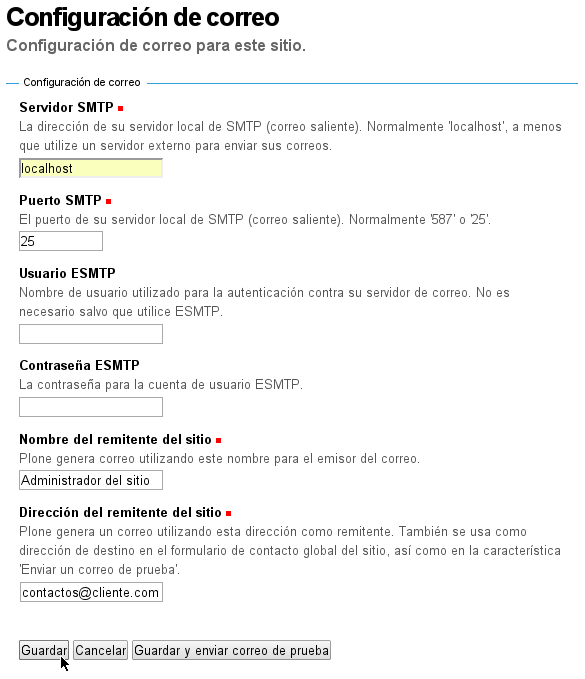 Configuración de correo
Configuración de correo para este sitio.
Configuración de correo
Servidor SMTP
La dirección de su servidor local de SMTP (correo saliente). Normalmente 'localhost', a menos
que utilize un servidor externo para enviar sus correos.
localhost
Puerto SMTP
El puerto de su servidor local de SMTP (correo saliente). Normalmente '587' o '25'.
25
Usuario ESMTP
Nombre de usuario utilizado para la autenticación contra su servidor de correo. No es
necesario salvo que utilice ESMTP.
Contraseña ESMTP
La contraseña para la cuenta de usuario ESMTP.
Nombre del remitente del sitio
Plone genera correo utilizando este nombre para el emisor del correo.
Administrador del sitio
Dirección del remitente del sitio
Plone genera un correo utilizando esta dirección como remitente. También se usa como
dirección de destino en el formulario de contacto global del sitio, así como en la característica
'Enviar un correo de prueba'.
contactos@cliente.com
Guardar Cancelar Guardar y enviar correo de prueba